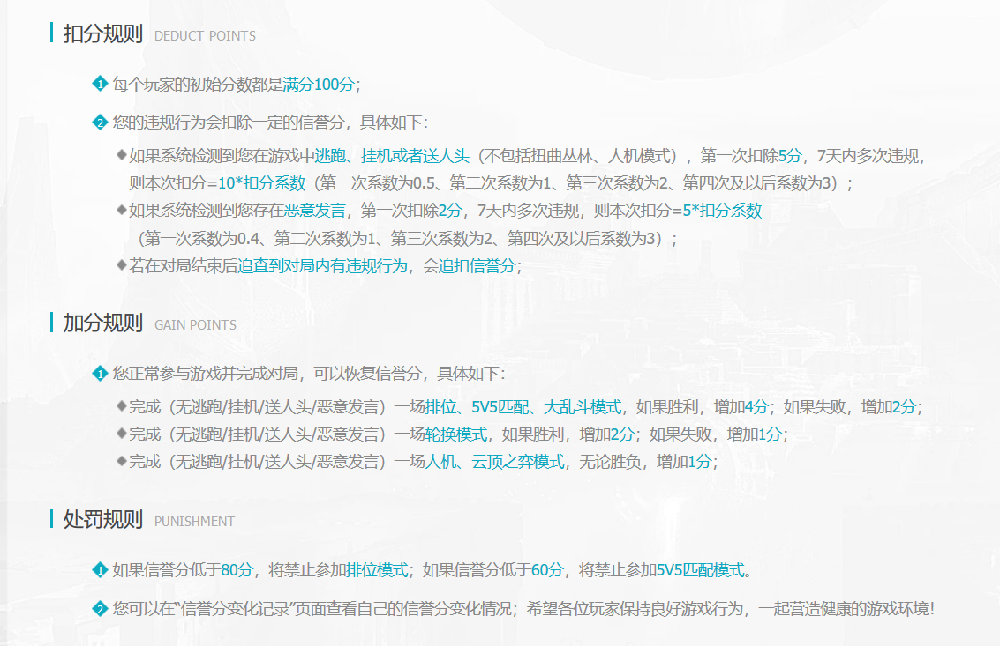 扣分规则 DEDUCT POINTS
1 每个玩家的初始分数都是满分100分；
2 您的违规行为会扣除一定的信誉分，具体如下：
◆如果系统检测到您在游戏中逃跑、挂机或者送人头（不包括扭曲丛林、人机模式），第一次扣除5分，7天内多次违规，
则本次扣分=10*扣分系数（第一次系数为0.5、第二次系数为1、第三次系数为2、第四次及以后系数为3）；
◆如果系统检测到您存在恶意发言，第一次扣除2分，7天内多次违规，则本次扣分=5*扣分系数
（第一次系数为0.4、第二次系数为1、第三次系数为2、第四次及以后系数为3）；
◆若在对局结束后追查到对局内有违规行为，会追扣信誉分；
加分规则 GAIN POINTS
1 您正常参与游戏并完成对局，可以恢复信誉分，具体如下：
◆完成（无逃跑/挂机/送人头/恶意发言）一场排位、5V5匹配、大乱斗模式，如果胜利，增加4分；如果失败，增加2分；
◆完成（无逃跑/挂机/送人头/恶意发言）一场轮换模式，如果胜利，增加2分；如果失败，增加1分；
◆完成（无逃跑/挂机/送人头/恶意发言）一场人机、云顶之弈模式，无论胜负，增加1分；
处罚规则 PUNISHMENT
1 如果信誉分低于80分，将禁止参加排位模式；如果信誉分低于60分，将禁止参加5V5匹配模式。
2 您可以在“信誉分变化记录”页面查看自己的信誉分变化情况；希望各位玩家保持良好游戏行为，一起营造健康的游戏环境！